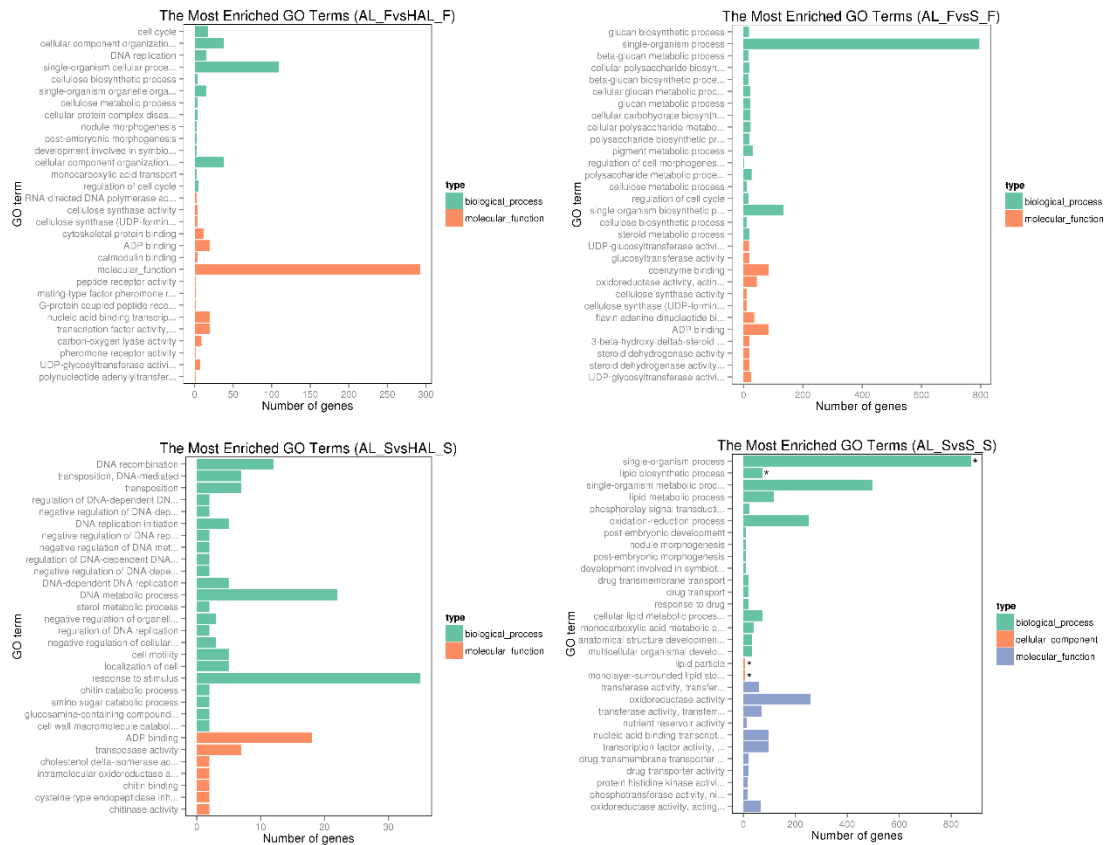 The Most Enriched GO Terms (AL_FvsHAL_F)
cell cycle
cellular component organizatio...
DNA replication
single-organism cellular proce...
cellulose biosynthetic process
single-organism organelle orga...
cellulose metabolic process
cellular protein complex disas...
nodule morphogenesis
post-embryonic morphogenesis
development involved in symbio...
cellular component organization...
monocarboxylic acid transport
regulation of cell cycle
RNA-directed DNA polymerase ac...
cellulose synthase activity
cellulose synthase (UDP-formin...
cytoskeletal protein binding
ADP binding
calmodulin binding
molecular_function
peptide receptor activity
mating-type factor pheromone r...
G-protein coupled peptide rece...
nucleic acid binding transcrip...
transcription factor activity,...
carbon-oxygen lyase activity
pheromone receptor activity
UDP-glycosyltransferase activi...
polynucleotide adenylyltransfer...
GO term
0 50 100 150 200 250 300
Number of genes
type
biological_process
molecular_function
The Most Enriched GO Terms (AL_FvsS_F)
glucan biosynthetic process
single-organism process
beta-glucan metabolic process
cellular polysaccharide biosyn...
beta-glucan biosynthetic proce...
cellular glucan metabolic proc...
glucan metabolic process
cellular carbohydrate biosynth...
cellular polysaccharide metabo...
polysaccharide biosynthetic pr...
pigment metabolic process
regulation of cell morphogenes...
polysaccharide metabolic proce...
cellulose metabolic process
regulation of cell cycle
single-organism biosynthetic p...
cellulose biosynthetic process
steroid metabolic process
UDP-glucosyltransferase activi...
glucosyltransferase activity
coenzyme binding
oxidoreductase activity, actin...
cellulose synthase activity
cellulose synthase (UDP-formin...
flavin adenine dinucleotide bi...
ADP binding
3-beta-hydroxy-delta5-steroid ...
steroid dehydrogenase activity
steroid dehydrogenase activity,...
UDP-glycosyltransferase activi...
GO term
0 200 400 600 800
Number of genes
type
biological_process
molecular_function
The Most Enriched GO Terms (AL_SvsHAL_S)
DNA recombination
transposition, DNA-mediated
transposition
regulation of DNA-dependent DN...
negative regulation of DNA-dep...
DNA replication initiation
negative regulation of DNA rep...
negative regulation of DNA met...
regulation of DNA-dependent DNA...
negative regulation of DNA-depe...
DNA-dependent DNA replication
DNA metabolic process
sterol metabolic process
negative regulation of organell...
regulation of DNA replication
negative regulation of cellular...
cell motility
localization of cell
response to stimulus
chitin catabolic process
amino sugar catabolic process
glucosamine-containing compound...
cell wall macromolecule catabol...
ADP binding
transposase activity
cholestenol delta-isomerase ac...
intramolecular oxidoreductase a...
chitin binding
cysteine-type endopeptidase inh...
chitinase activity
GO term
0 10 20 30
Number of genes
type
biological_process
molecular_function
The Most Enriched GO Terms (AL_SvsS_S)
single-organism process
*
lipid biosynthetic process
*
single-organism metabolic proc...
lipid metabolic process
phosphorelay signal transducti...
oxidation-reduction process
post-embryonic development
nodule morphogenesis
post-embryonic morphogenesis
development involved in symbiot...
drug transmembrane transport
drug transport
response to drug
cellular lipid metabolic proces...
monocarboxylic acid metabolic p...
anatomical structure developmen...
multicellular organismal develo...
lipid particle
*
monolayer-surrounded lipid sto...
*
transferase activity, transfer...
oxidoreductase activity
transferase activity, transferr...
nutrient reservoir activity
nucleic acid binding transcript...
transcription factor activity, ...
drug transmembrane transporter ...
drug transporter activity
protein histidine kinase activi...
phosphotransferase activity, ni...
oxidoreductase activity, acting...
GO term
0 200 400 600 800
Number of genes
type
biological_process
cellular_component
molecular_function